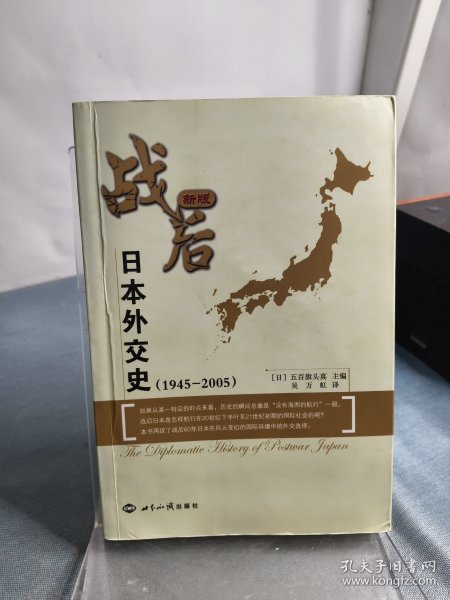 战后
新版
日本外交史
(1945-2005)
[日] 五百旗头真 主编
吴万虹 译
如果从某一特定的时点来看，历史的瞬间总像是“没有海图的航行”一般。
战后日本是怎样航行在20世纪下半叶至21世纪初期的国际社会的呢？
本书再现了战后60年日本在风云变幻的国际环境中的外交选择。
The Diplomatic History of Postwar Japan
世界知识出版社
孔夫子旧书网
www.kongfz.com